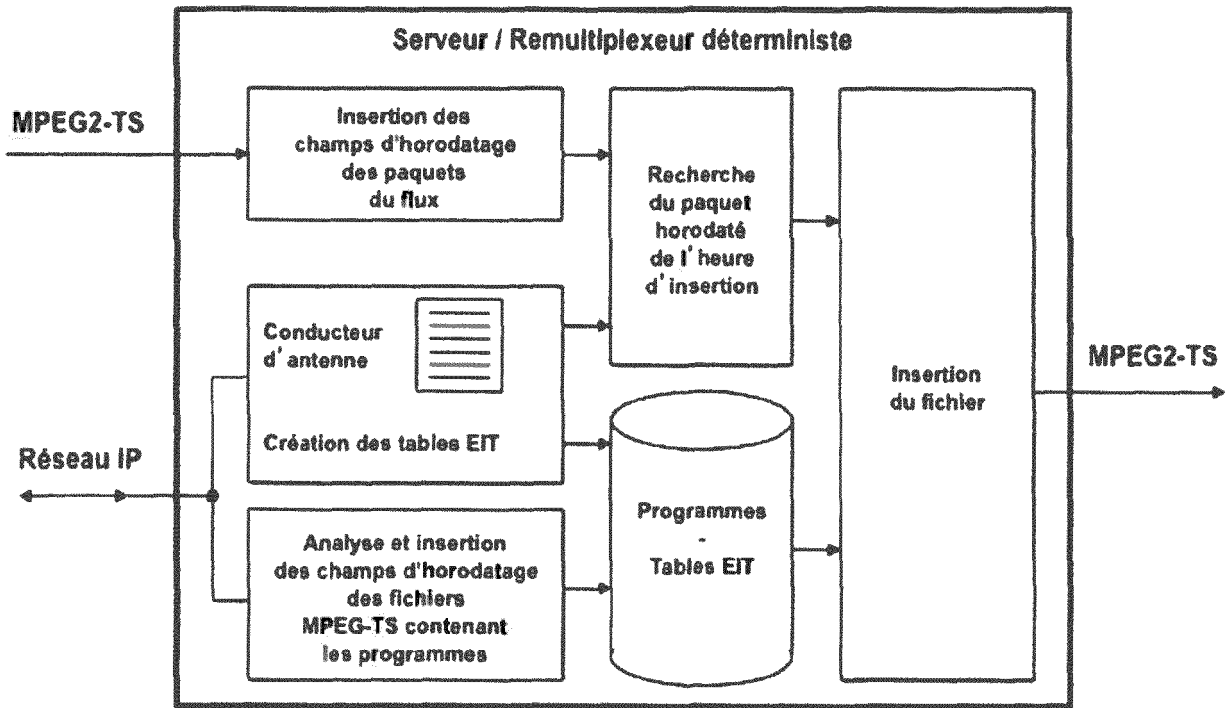 Serveur / Remultiplexeur déterministe
MPEG2-TS
Insertion des
champs d'horodatage
des paquets
du flux
Recherche
du paquet
horodaté
de l'heure
d'insertion
Conducteur
d'antenne
Création des tables EIT
Réseau IP
Analyse et insertion
des champs d'horodatage
des fichiers
MPEG-TS contenant
les programmes
Programmes
-
Tables EIT
Insertion
du fichier
MPEG2-TS